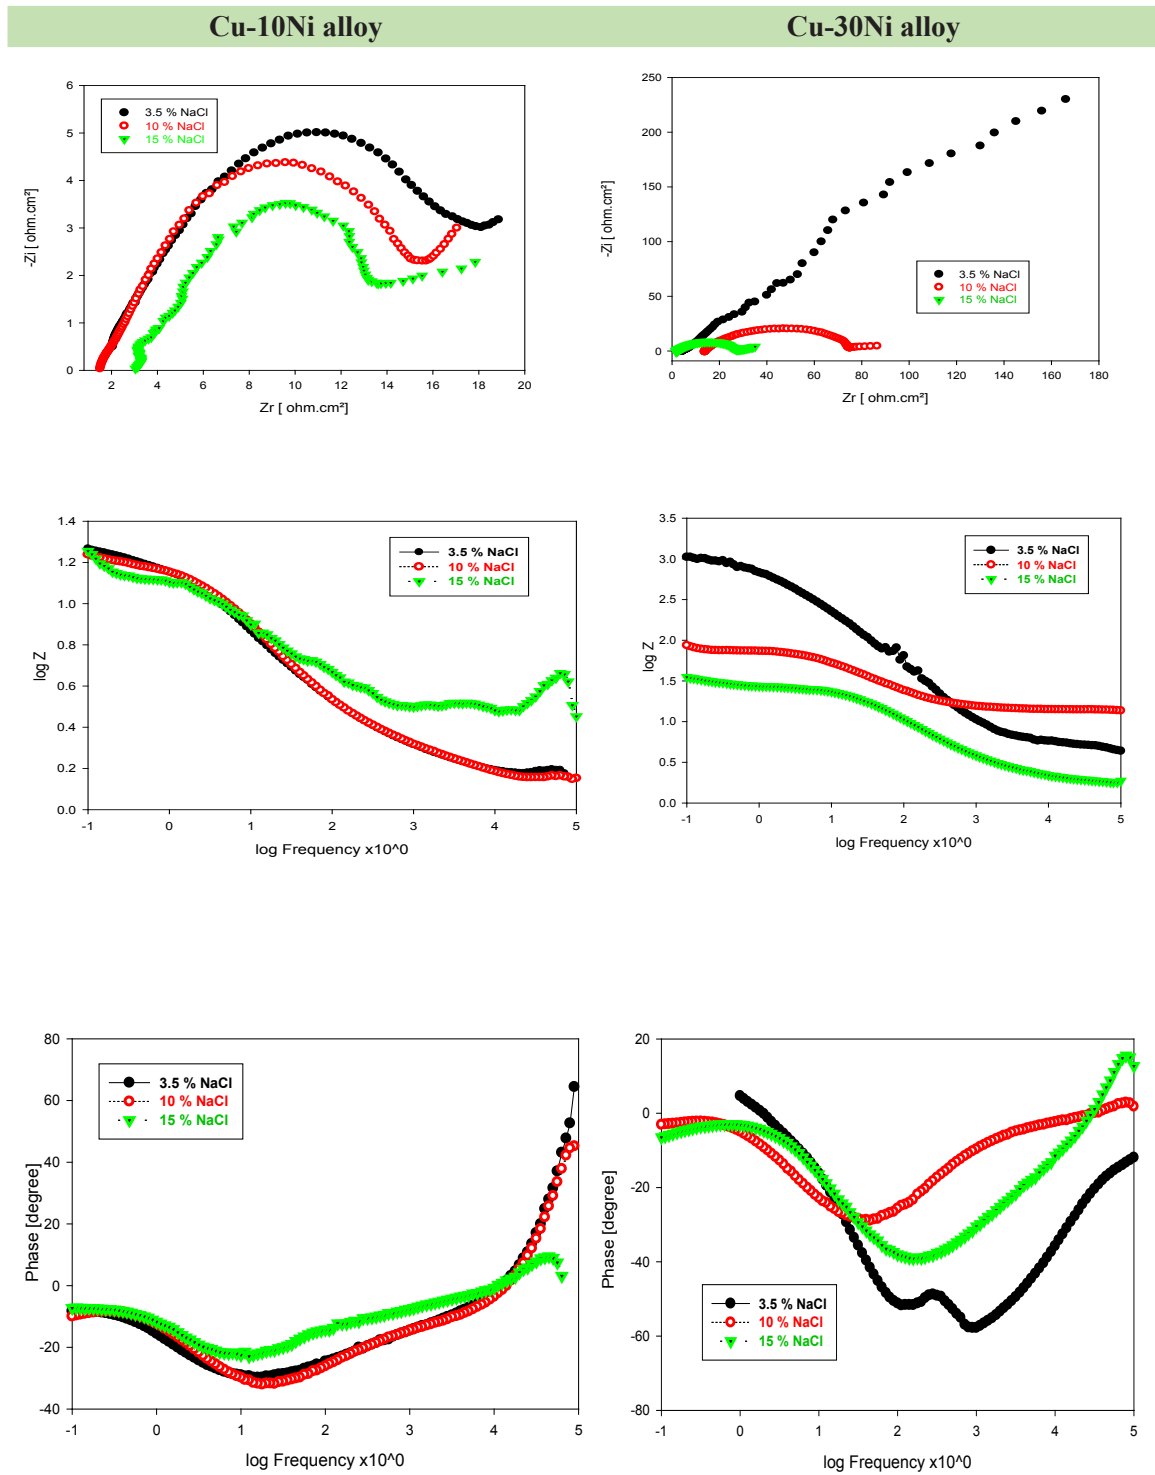 Cu-10Ni alloy
Cu-30Ni alloy
6
5
4
3
2
1
0
-Zi [ ohm.cm²]
3.5 % NaCl
10 % NaCl
15 % NaCl
2 4 6 8 10 12 14 16 18 20
Zr [ ohm.cm²]
250
200
150
100
50
0
-Zi [ ohm.cm²]
3.5 % NaCl
10 % NaCl
15 % NaCl
0 20 40 60 80 100 120 140 160 180
Zr [ ohm.cm²]
1.4
1.2
1.0
0.8
0.6
0.4
0.2
0.0
log Z
3.5 % NaCl
10 % NaCl
15 % NaCl
-1 0 1 2 3 4 5
log Frequency x10^0
3.5
3.0
2.5
2.0
1.5
1.0
0.5
0.0
log Z
3.5 % NaCl
10 % NaCl
15 % NaCl
-1 0 1 2 3 4 5
log Frequency x10^0
80
60
40
20
0
-20
-40
Phase [degree]
3.5 % NaCl
10 % NaCl
15 % NaCl
-1 0 1 2 3 4 5
log Frequency x10^0
20
0
-20
-40
-60
-80
Phase [degree]
3.5 % NaCl
10 % NaCl
15 % NaCl
-1 0 1 2 3 4 5
log Frequency x10^0